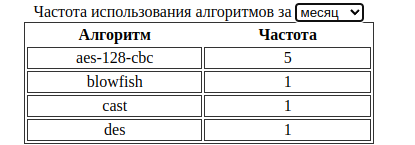 Частота использования алгоритмов за месяц
Алгоритм Частота
aes-128-cbc 5
blowfish 1
cast 1
des 1